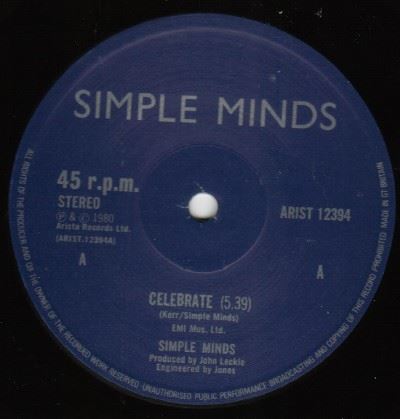 SIMPLE MINDS
45 r.p.m.
STEREO
℗ & © 1980
Arista Records Ltd.
(ARIST.12394A)
A
ARIST 12394
A
CELEBRATE (5.39)
(Kerr/Simple Minds)
EMI Mus. Ltd.
SIMPLE MINDS
Produced by John Leckie
Engineered by Jones
ALL RIGHTS OF THE PRODUCER AND OF THE OWNER OF THE RECORDED WORK RESERVED UNAUTHORISED PUBLIC PERFORMANCE BROADCASTING AND COPYING OF THIS RECORD PROHIBITED MADE IN GT BRITAIN